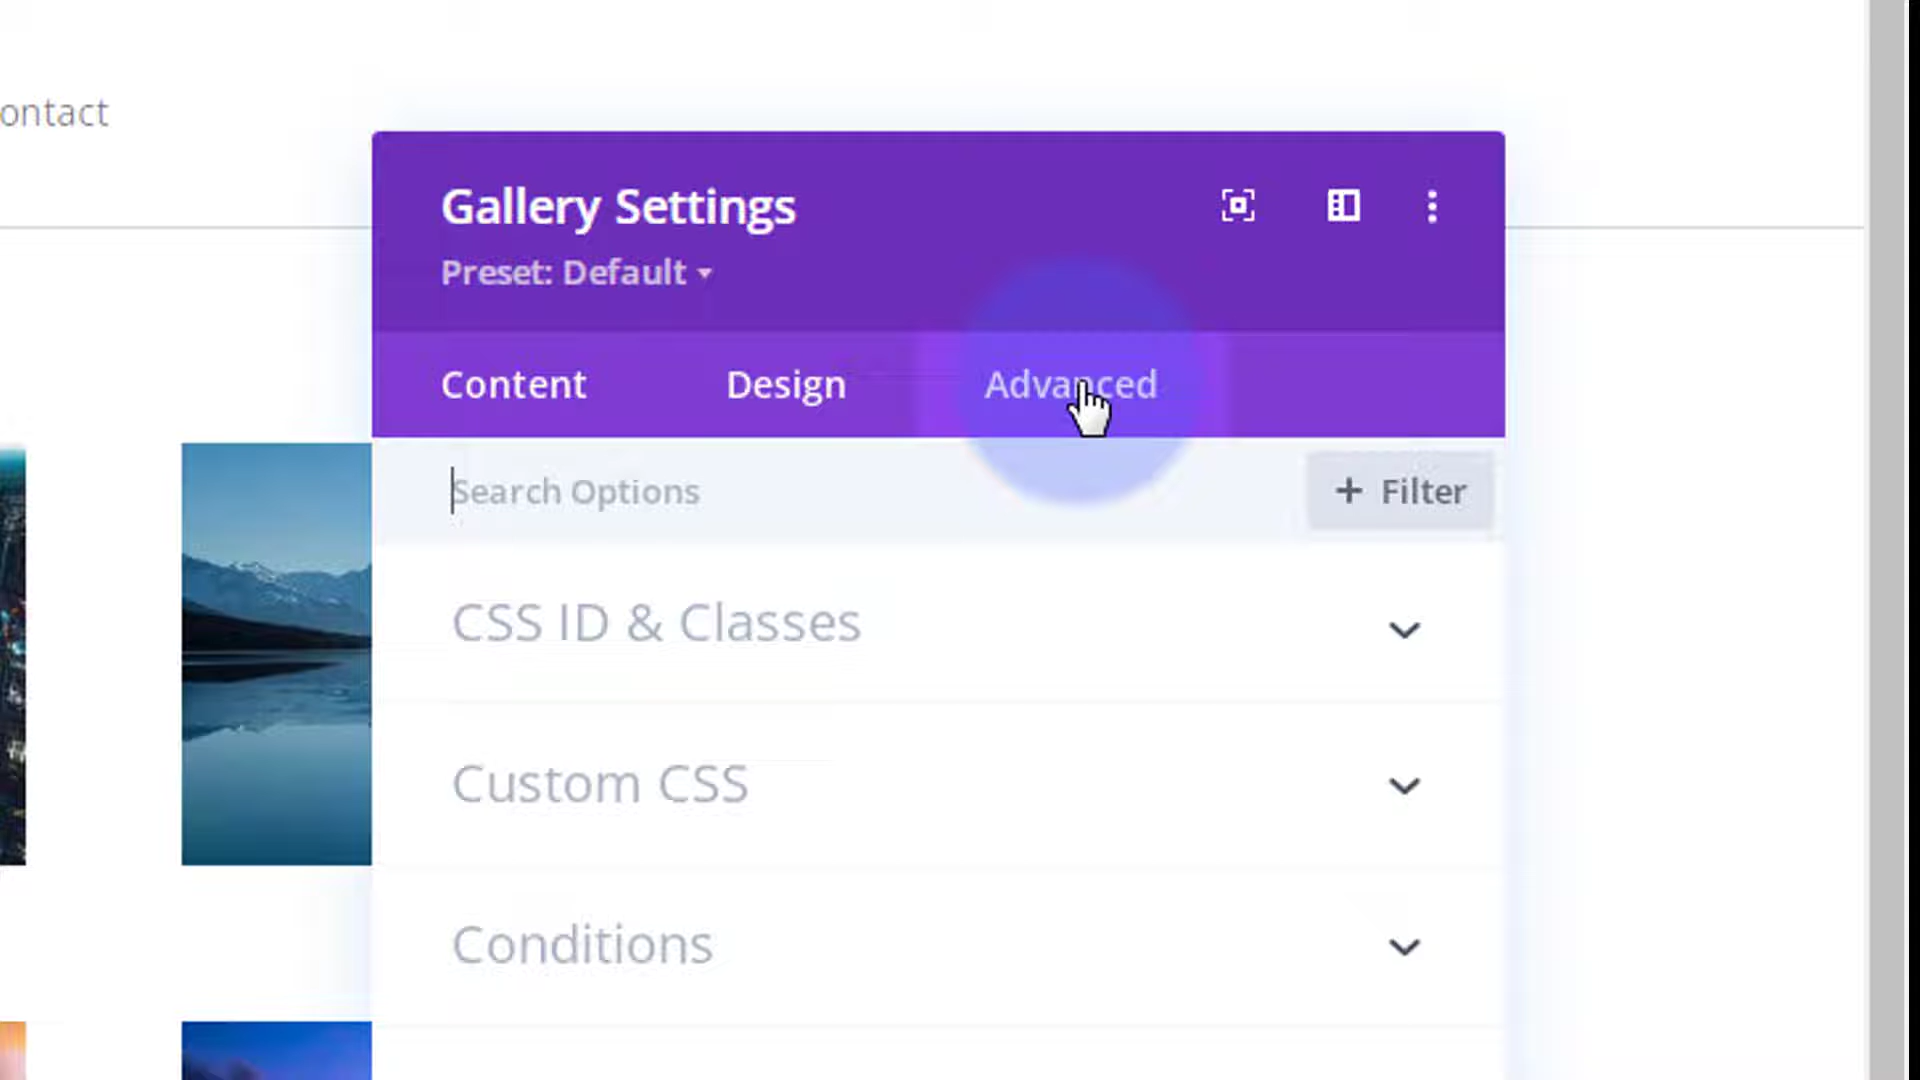 ontact
Gallery Settings
Preset: Default
Content Design Advanced
Search Options
+ Filter
CSS ID & Classes
Custom CSS
Conditions